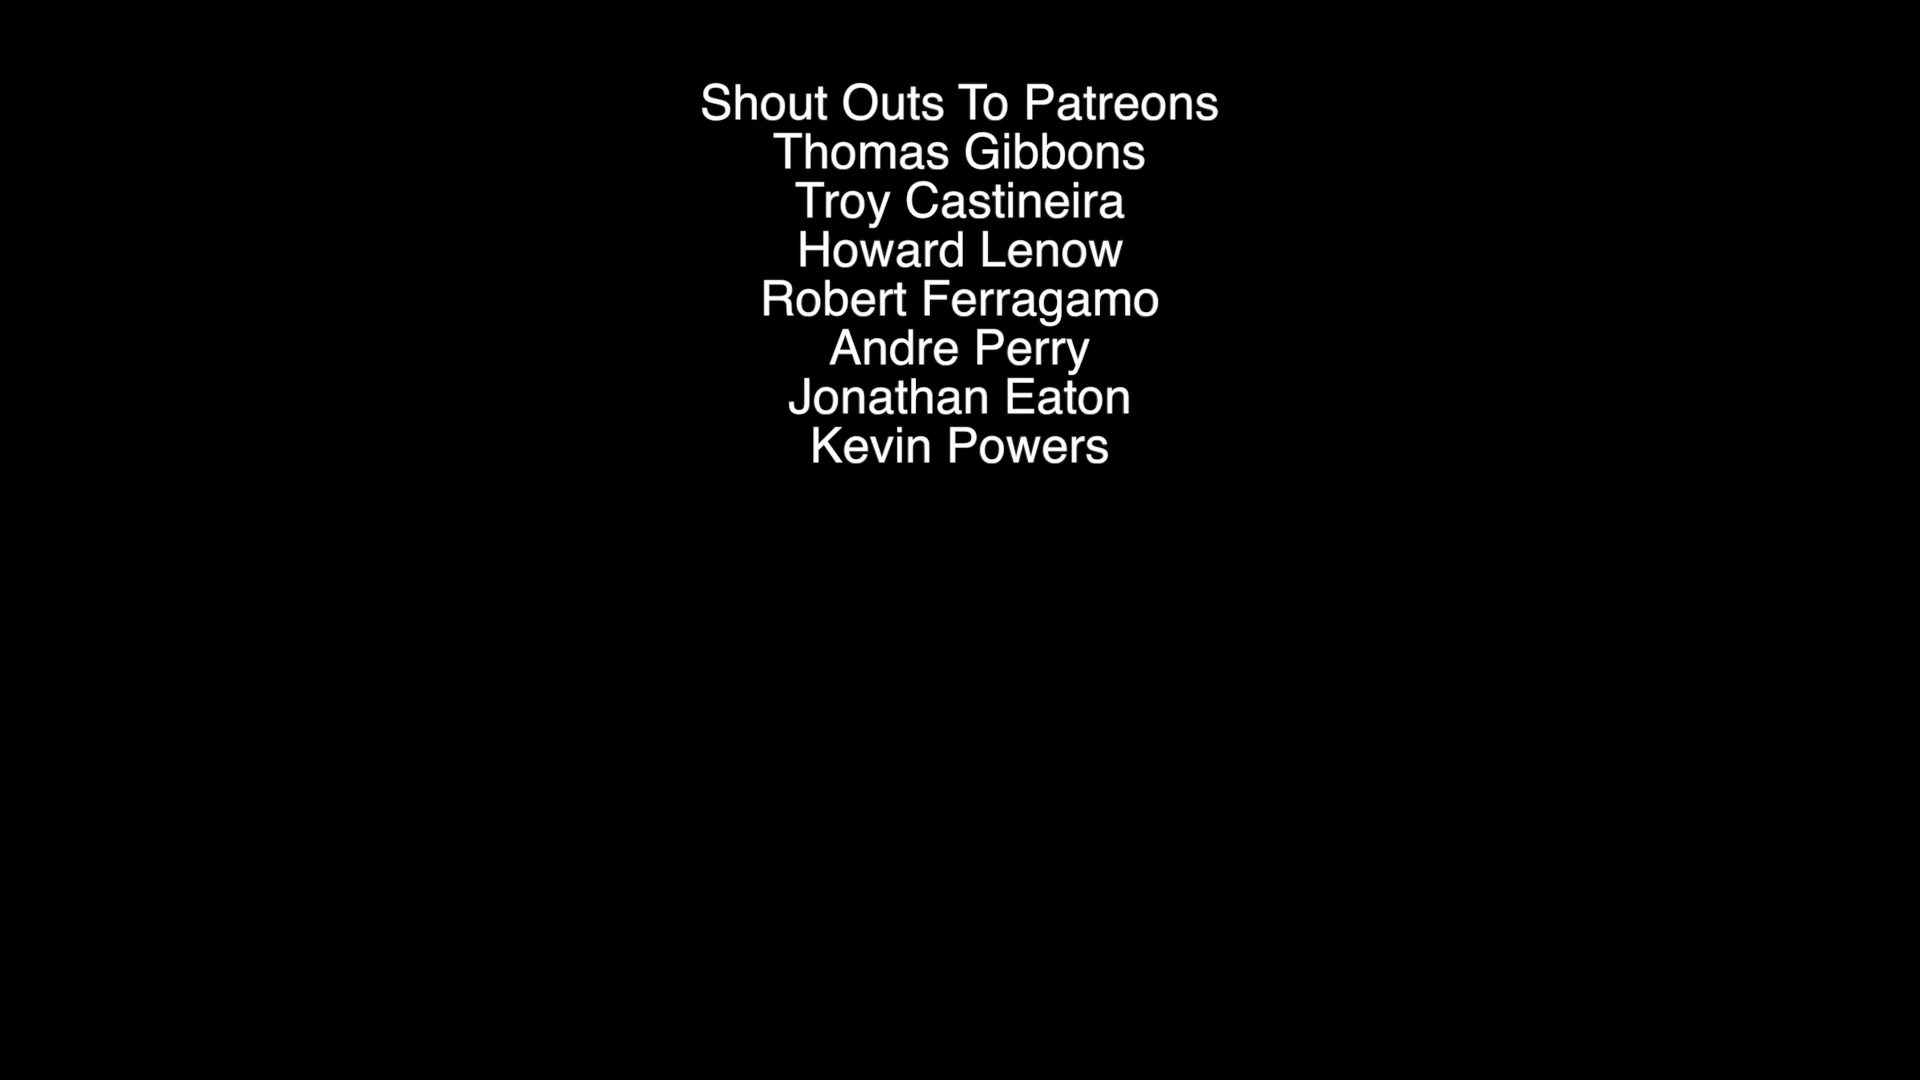 Shout Outs To Patreons
Thomas Gibbons
Troy Castineira
Howard Lenow
Robert Ferragamo
Andre Perry
Jonathan Eaton
Kevin Powers